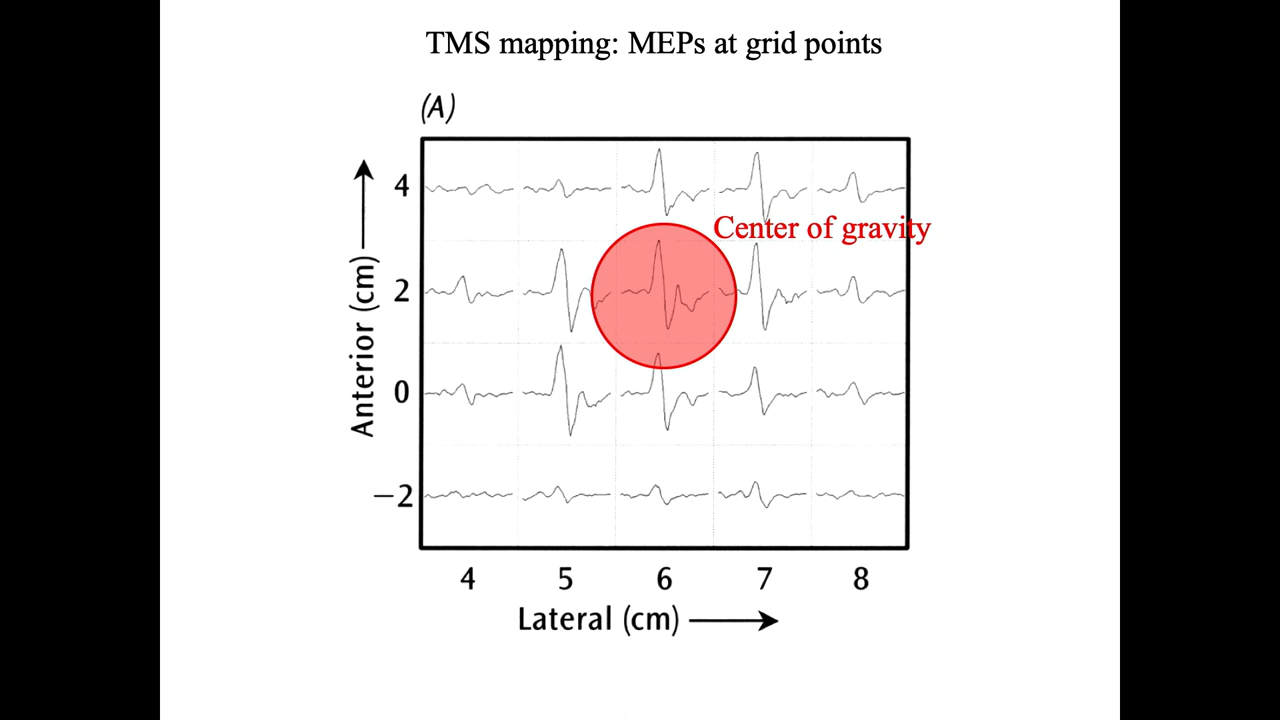 TMS mapping: MEPs at grid points
(A)
Anterior (cm)
4
2
0
−2
Center of gravity
4 5 6 7 8
Lateral (cm)